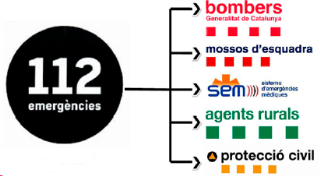 112
emergències
bombers
Generalitat de Catalunya
mossos d'esquadra
sem
sistema
d'emergències
mèdiques
agents rurals
protecció civil